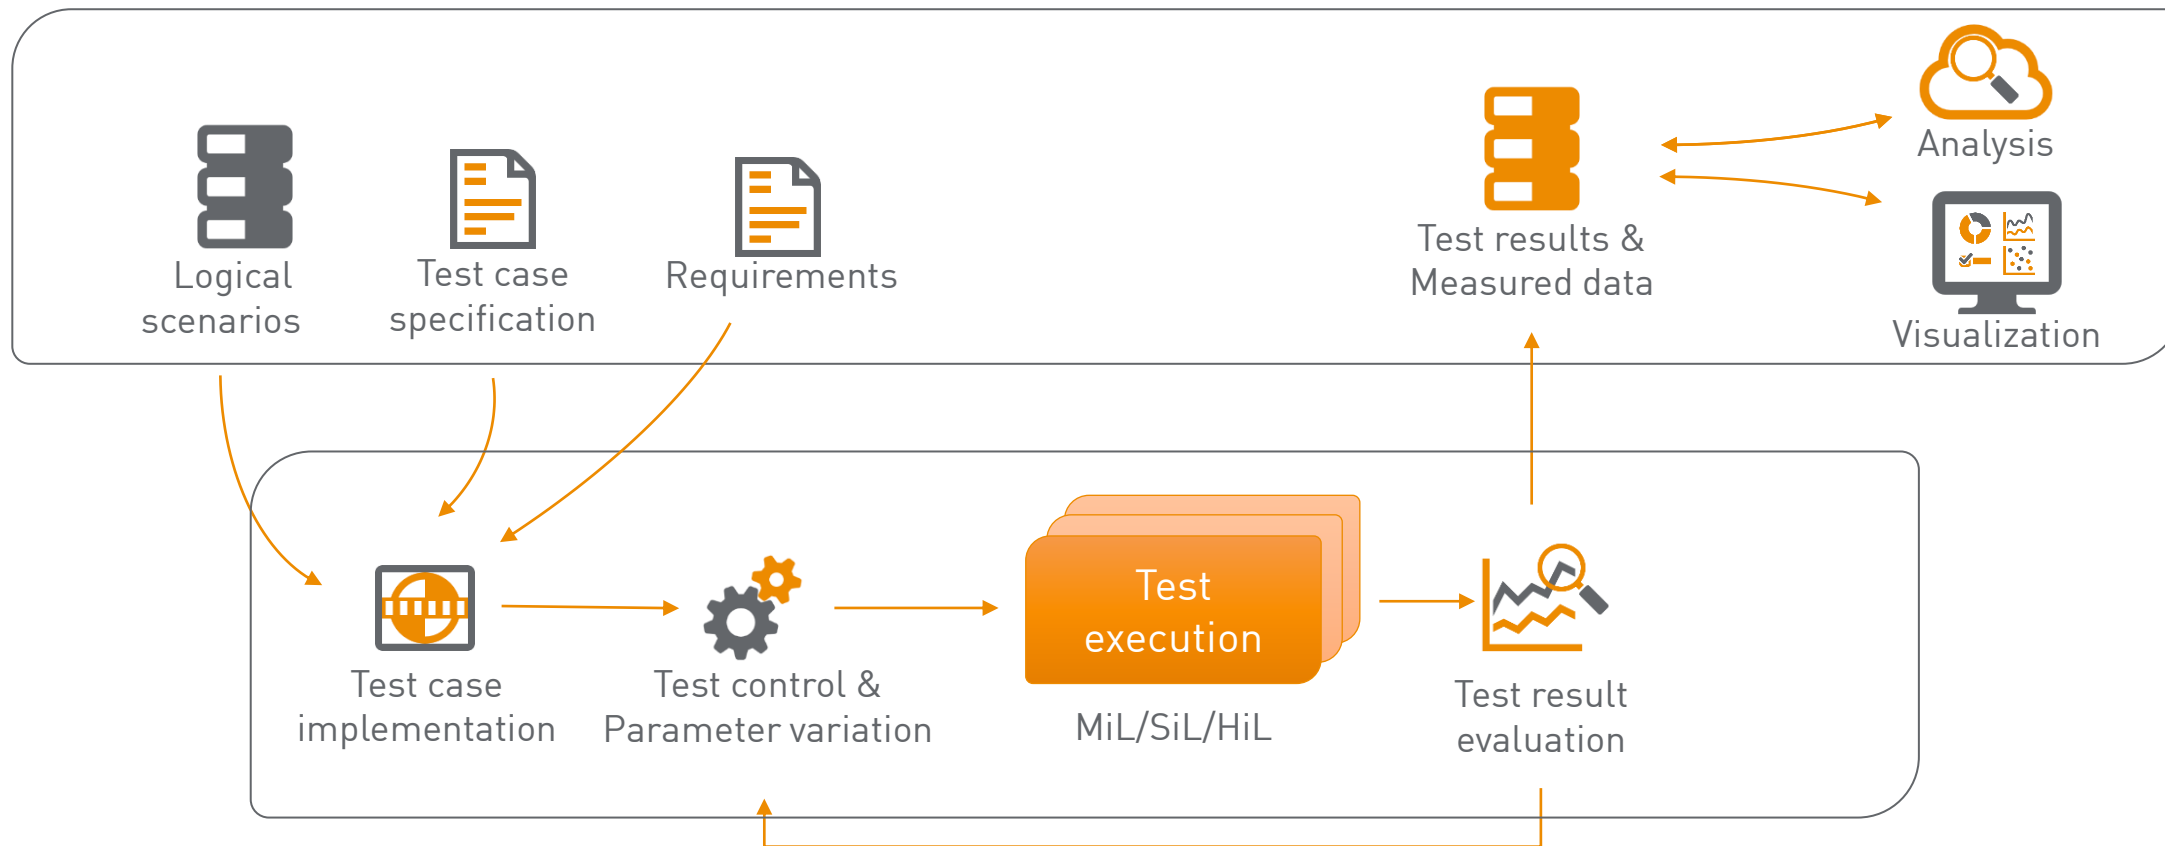 Logical
scenarios
Test case
specification
Requirements
Test results &
Measured data
Analysis
Visualization
Test case
implementation
Test control &
Parameter variation
Test
execution
MiL/SiL/HiL
Test result
evaluation